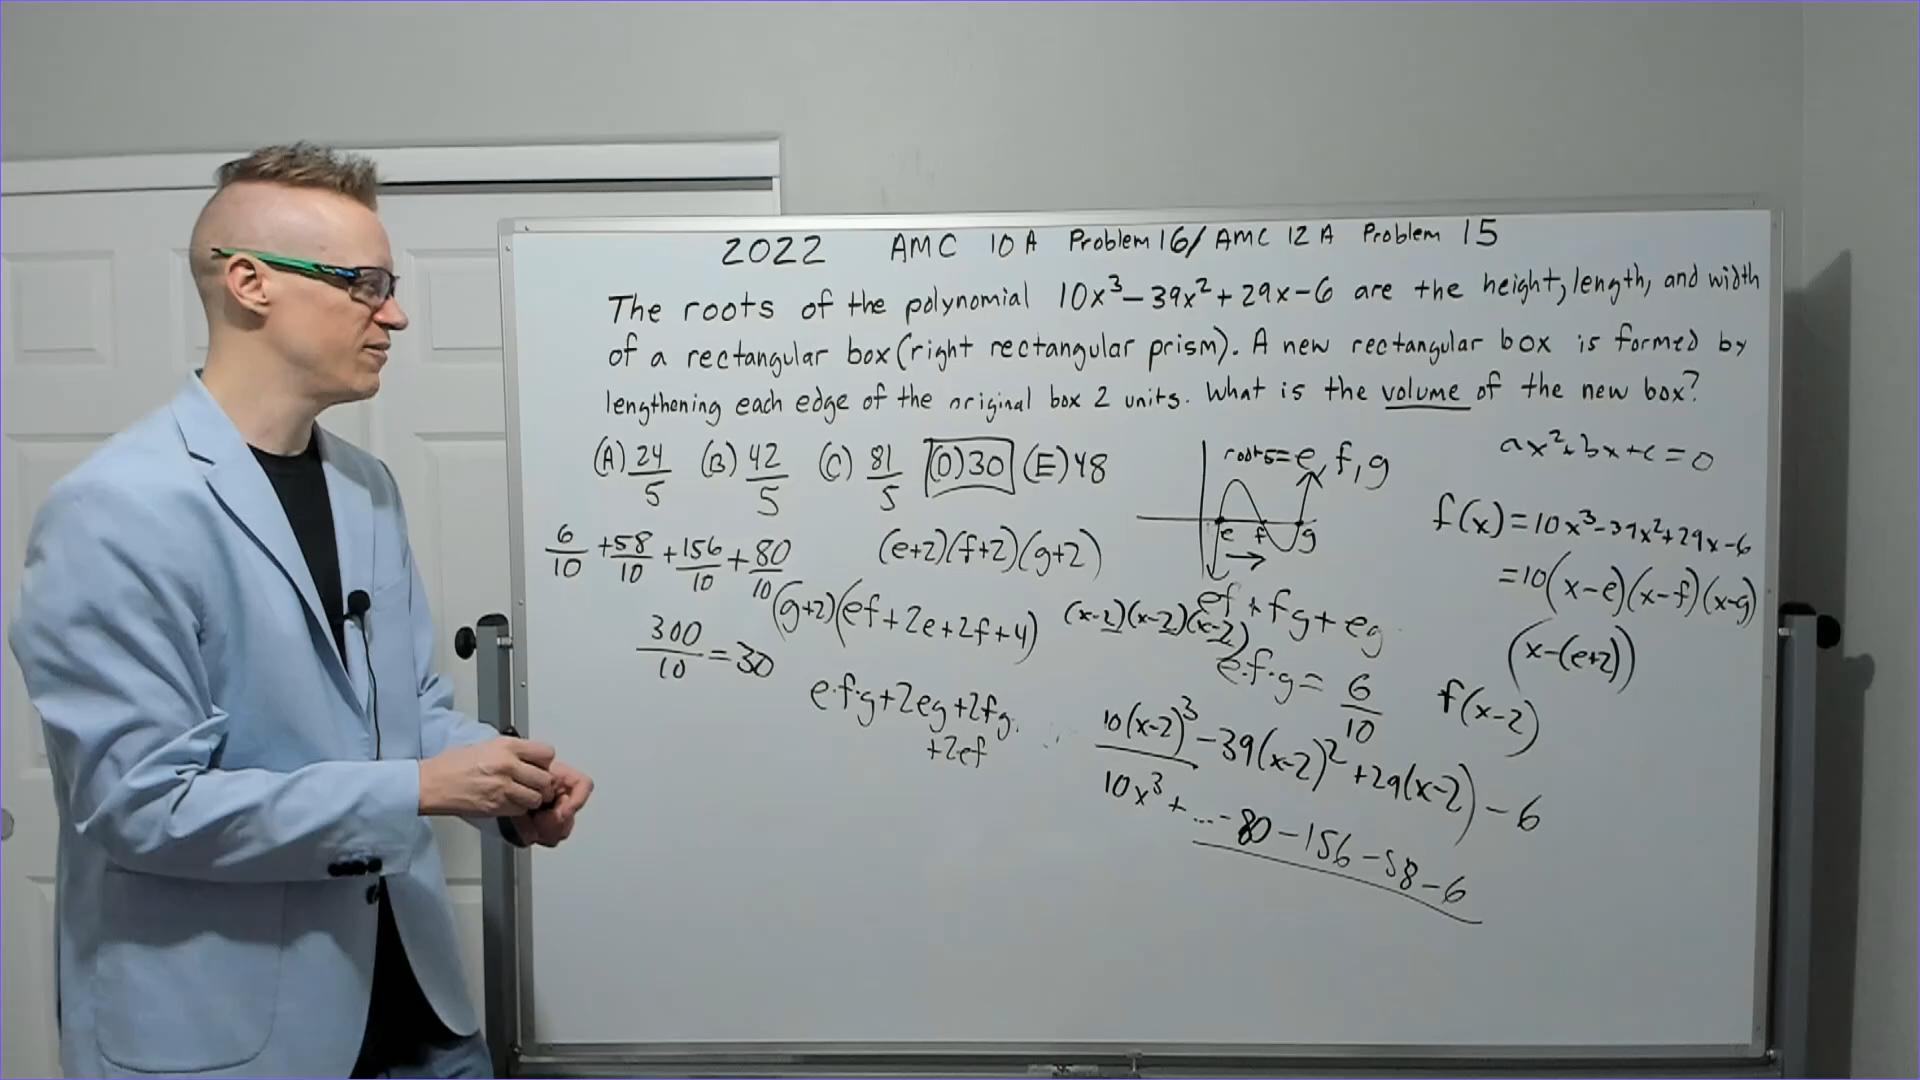 2022 AMC 10 A Problem 16/ AMC 12 A Problem 15
The roots of the polynomial 10x³-39x²+29x-6 are the height, length, and width
of a rectangular box (right rectangular prism). A new rectangular box is formed by
lengthening each edge of the original box 2 units. What is the volume of the new box?
(A) 24/5 (B) 42/5 (C) 81/5 (D) 30 (E) 48
roots=e, f, g
e f g
ax²+bx+c=0
f(x)=10x³-39x²+29x-6
=10(x-e)(x-f)(x-g)
(x-(e+2))
f(x-2)
6/10 +58/10 +156/10 +80/10
300/10 =30
(e+2)(f+2)(g+2)
(g+2)(ef+2e+2f+4)
e·f·g+2eg+2fg
+2ef
(x-2)(x-2)(x-2)
ef+fg+eg
e·f·g= 6/10
10(x-2)³-39(x-2)²+29(x-2)-6
10x³+...-80-156-58-6